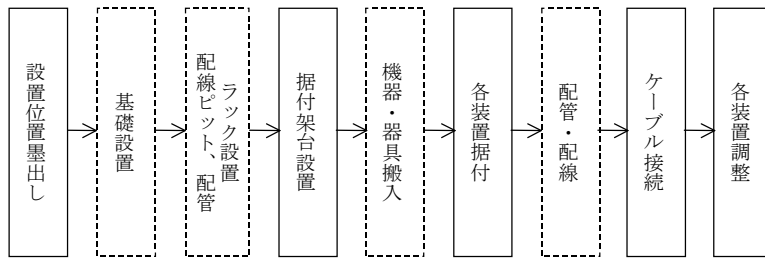 設置位置墨出し
基礎設置
配線ピット、配管
ラック設置
据付架台設置
機器・器具搬入
各装置据付
配管・配線
ケーブル接続
各装置調整